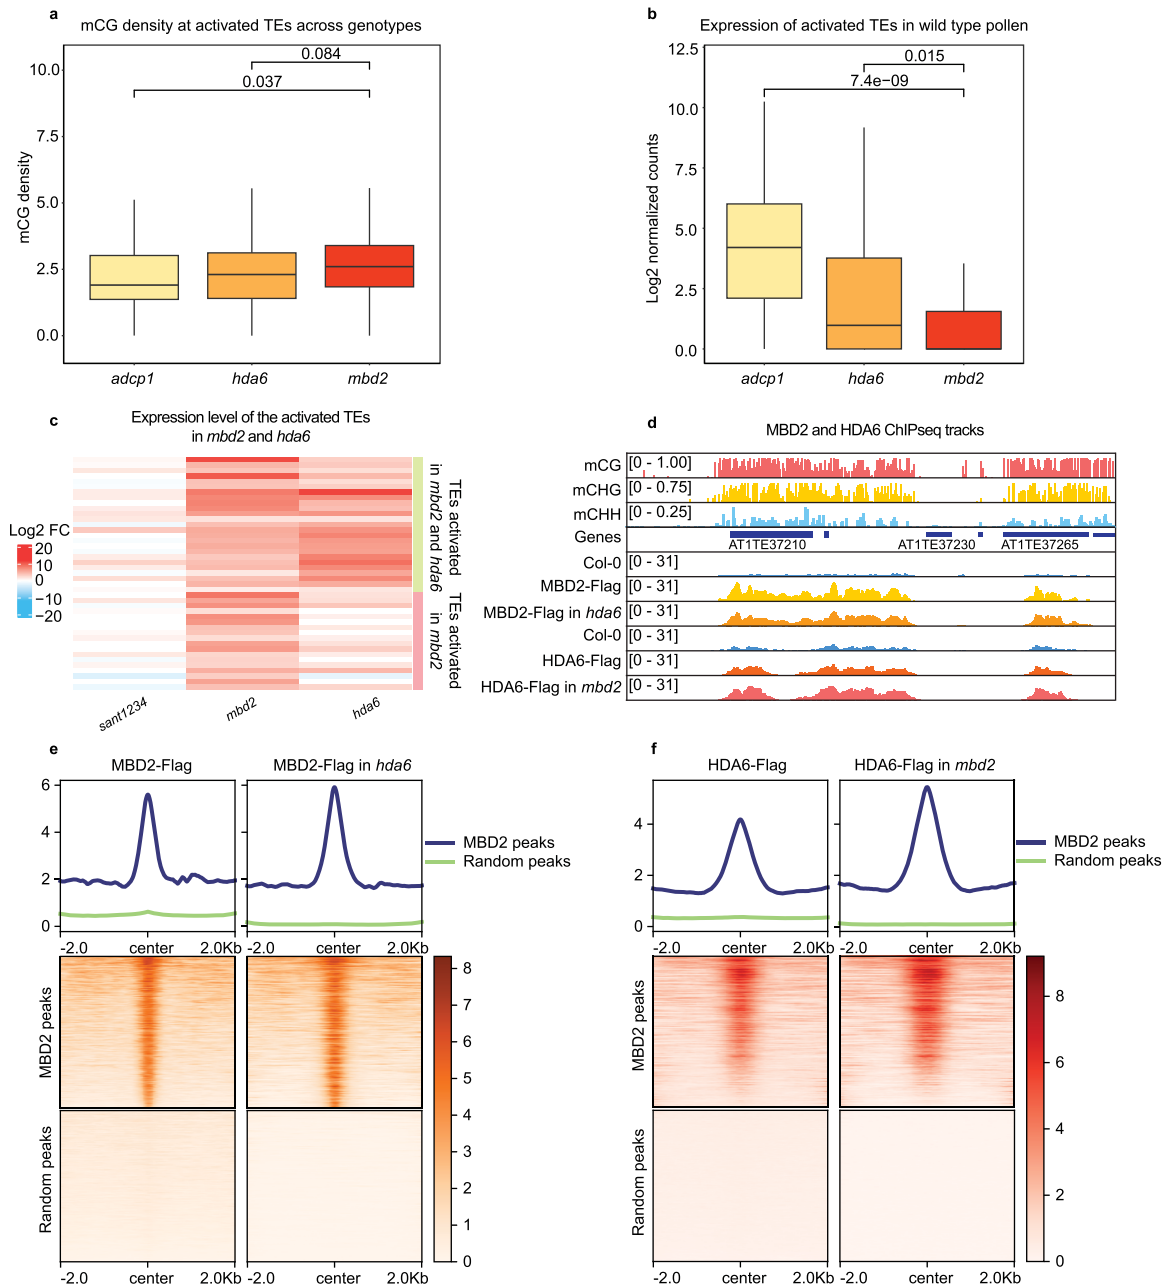 a
mCG density at activated TEs across genotypes
mCG density
10.0
7.5
5.0
2.5
0.0
0.084
0.037
adcp1
hda6
mbd2
b
Expression of activated TEs in wild type pollen
Log2 normalized counts
12.5
10.0
7.5
5.0
2.5
0.0
0.015
7.4e−09
adcp1
hda6
mbd2
c
Expression level of the activated TEs
in mbd2 and hda6
Log2 FC
20
10
0
−10
−20
TEs activated
in mbd2 and hda6
TEs activated
in mbd2
sant1234
mbd2
hda6
d
MBD2 and HDA6 ChIPseq tracks
mCG
[0 - 1.00]
mCHG
[0 - 0.75]
mCHH
[0 - 0.25]
Genes
AT1TE37210
AT1TE37230
AT1TE37265
Col-0
[0 - 31]
MBD2-Flag
[0 - 31]
MBD2-Flag in hda6
[0 - 31]
Col-0
[0 - 31]
HDA6-Flag
[0 - 31]
HDA6-Flag in mbd2
[0 - 31]
e
MBD2-Flag
MBD2-Flag in hda6
6
4
2
0
MBD2 peaks
Random peaks
-2.0
center
2.0Kb
-2.0
center
2.0Kb
MBD2 peaks
Random peaks
8
7
6
5
4
3
2
1
0
-2.0
center
2.0Kb
-2.0
center
2.0Kb
f
HDA6-Flag
HDA6-Flag in mbd2
4
2
0
MBD2 peaks
Random peaks
-2.0
center
2.0Kb
-2.0
center
2.0Kb
MBD2 peaks
Random peaks
8
6
4
2
0
-2.0
center
2.0Kb
-2.0
center
2.0Kb